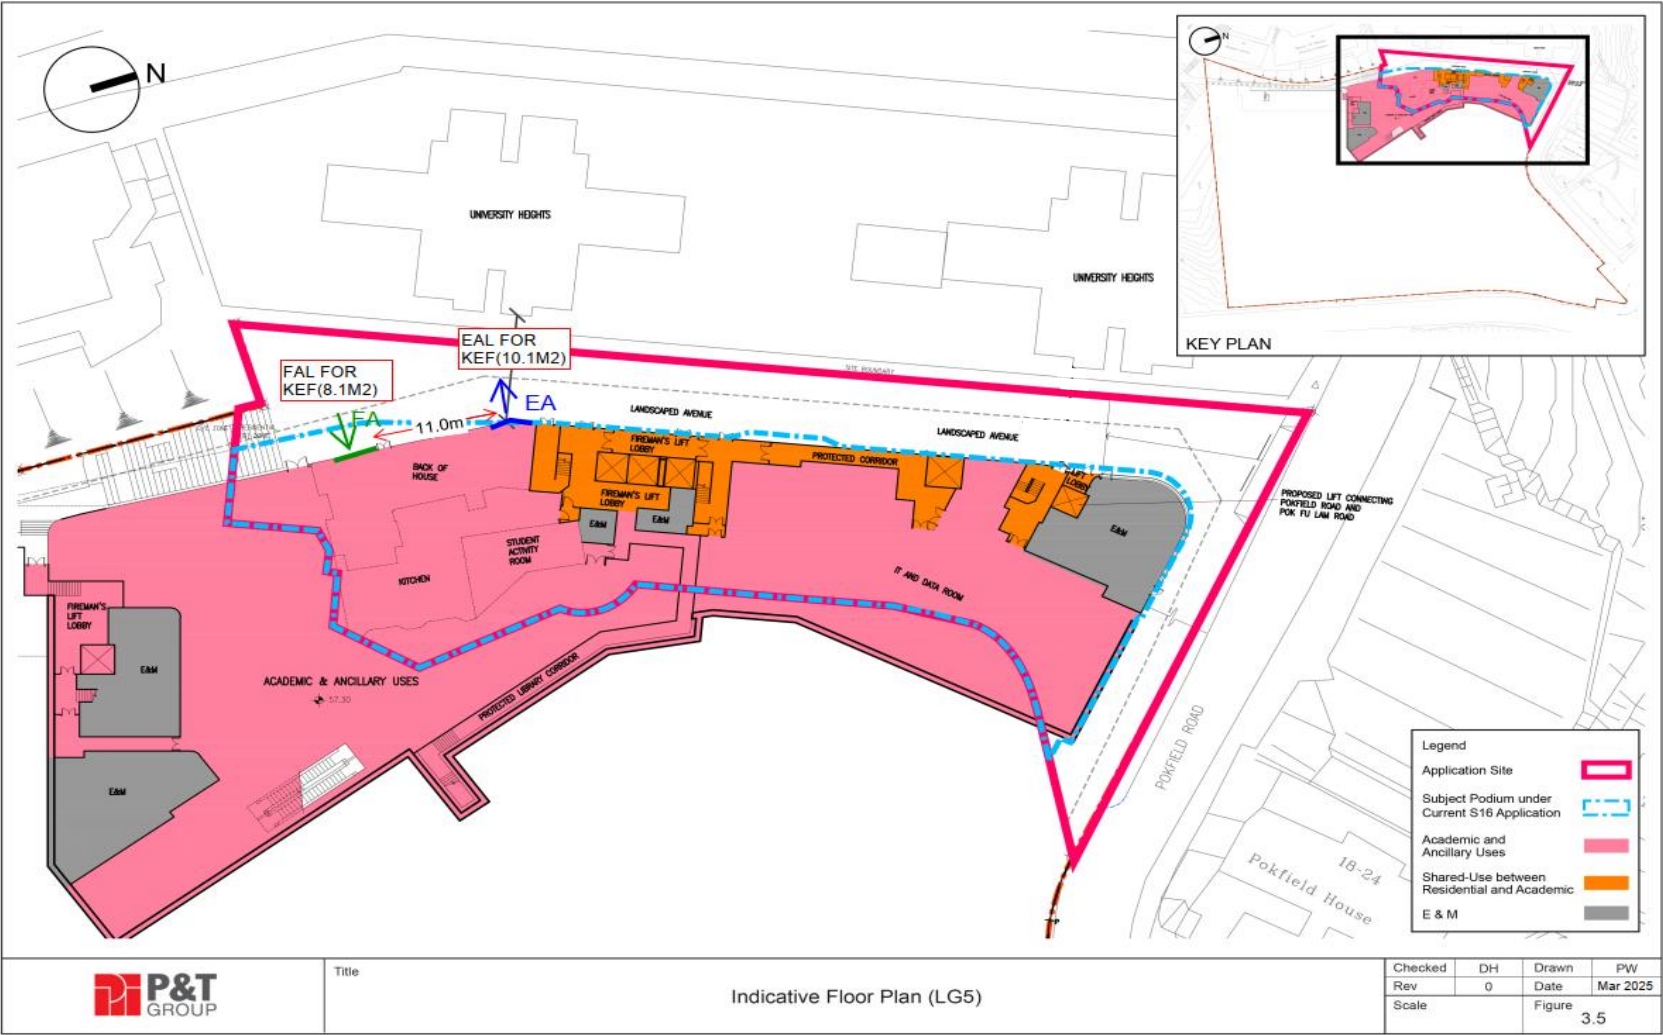 N
N
KEY PLAN
UNIVERSITY HEIGHTS
UNIVERSITY HEIGHTS
EAL FOR
KEF(10.1M2)
FAL FOR
KEF(8.1M2)
SITE BOUNDARY
FA
EA
11.0m
LANDSCAPED AVENUE
LANDSCAPED AVENUE
BACK OF
HOUSE
FIREMAN'S LIFT
LOBBY
PROTECTED CORRIDOR
LIFT
LOBBY
FIREMAN'S LIFT
LOBBY
E&M
E&M
E&M
PROPOSED LIFT CONNECTING
POKFIELD ROAD AND
POK FU LAM ROAD
STUDENT
ACTIVITY
ROOM
KITCHEN
IT AND DATA ROOM
FIREMAN'S
LIFT
LOBBY
E&M
ACADEMIC & ANCILLARY USES
57.30
PROTECTED LIBRARY CORRIDOR
E&M
POKFIELD ROAD
Pokfield House
18-24
Legend
Application Site
Subject Podium under
Current S16 Application
Academic and
Ancillary Uses
Shared-Use between
Residential and Academic
E & M
P&T
GROUP
Title
Indicative Floor Plan (LG5)
Checked DH Drawn PW
Rev 0 Date Mar 2025
Scale Figure
3.5